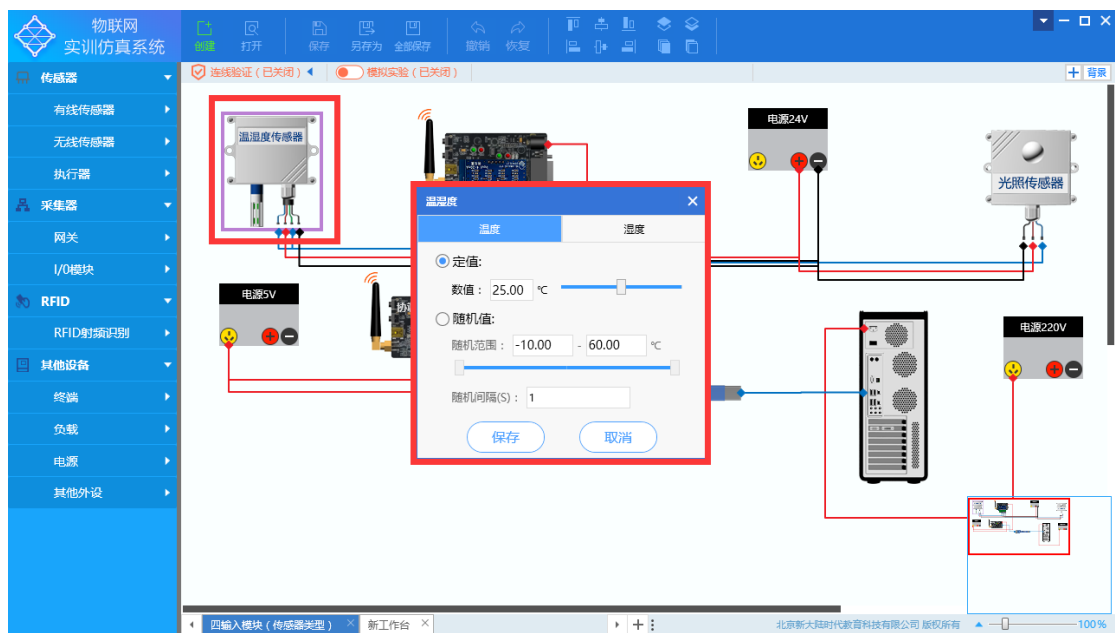 物联网
实训仿真系统
创建 打开 保存 另存为 全部保存 撤销 恢复
连线验证（已关闭） 模拟实验（已关闭） 背景
传感器
有线传感器
无线传感器
执行器
采集器
网关
I/O模块
RFID
RFID射频识别
其他设备
终端
负载
电源
其他外设
温湿度传感器
电源24V
光照传感器
电源5V
协
电源220V
温湿度
温度 湿度
定值:
数值： 25.00 ℃
随机值:
随机范围： -10.00 - 60.00 ℃
随机间隔(S)： 1
保存 取消
四输入模块（传感器类型） 新工作台
北京新大陆时代教育科技有限公司 版权所有 100%